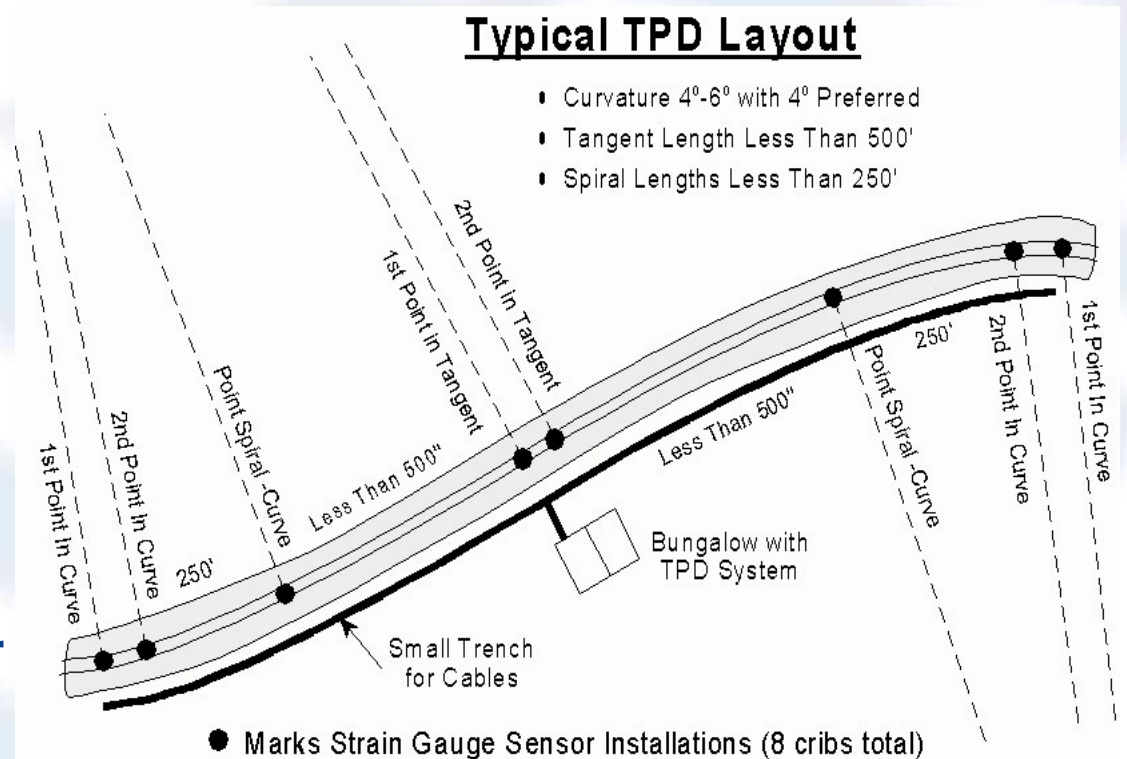 Typical TPD Layout
• Curvature 4º-6º with 4º Preferred
• Tangent Length Less Than 500'
• Spiral Lengths Less Than 250'
1st Point In Curve
2nd Point In Curve
Point Spiral -Curve
1st Point in Tangent
2nd Point in Tangent
250'
Less Than 500"
Less Than 500"
250'
Point Spiral -Curve
2nd Point In Curve
1st Point In Curve
Bungalow with
TPD System
Small Trench
for Cables
Marks Strain Gauge Sensor Installations (8 cribs total)